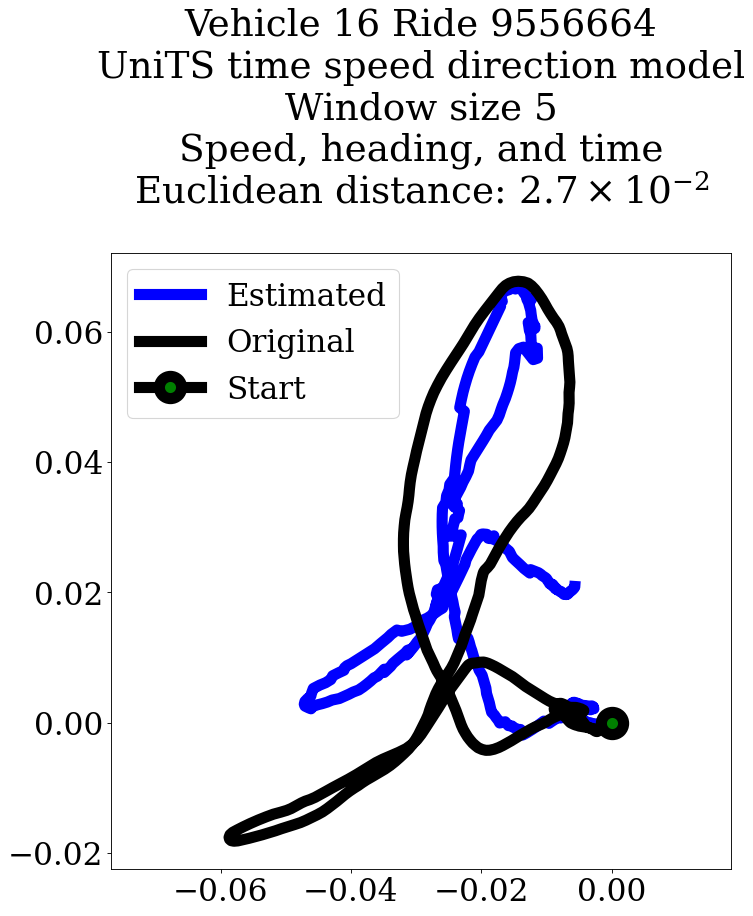 Vehicle 16 Ride 9556664
UniTS time speed direction model
Window size 5
Speed, heading, and time
Euclidean distance: 2.7 × 10⁻²
Estimated
Original
Start
0.06
0.04
0.02
0.00
−0.02
−0.06 −0.04 −0.02 0.00